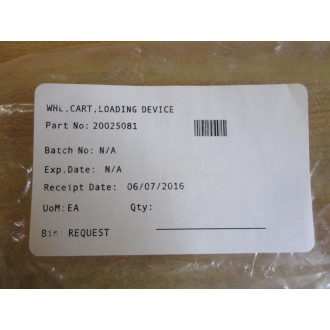 WHL,CART,LOADING DEVICE
Part No: 20025081
Batch No: N/A
Exp.Date: N/A
Receipt Date: 06/07/2016
UoM:EA Qty:
Bin: REQUEST